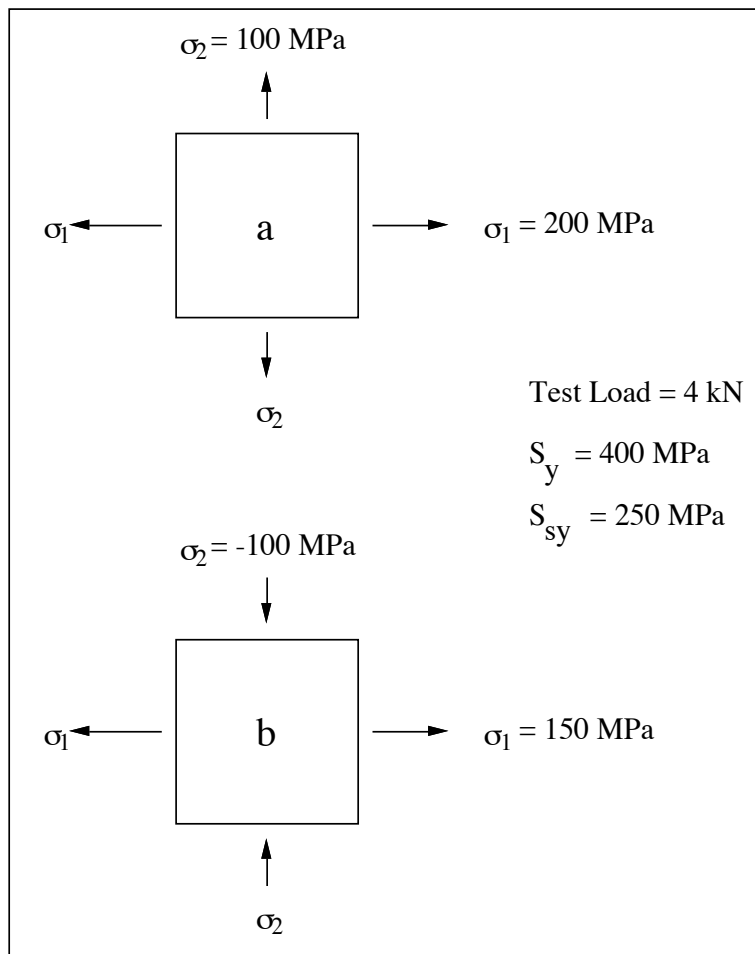 σ2 = 100 MPa
σ1
a
σ1 = 200 MPa
σ2
Test Load = 4 kN
Sy = 400 MPa
Ssy = 250 MPa
σ2 = -100 MPa
σ1
b
σ1 = 150 MPa
σ2